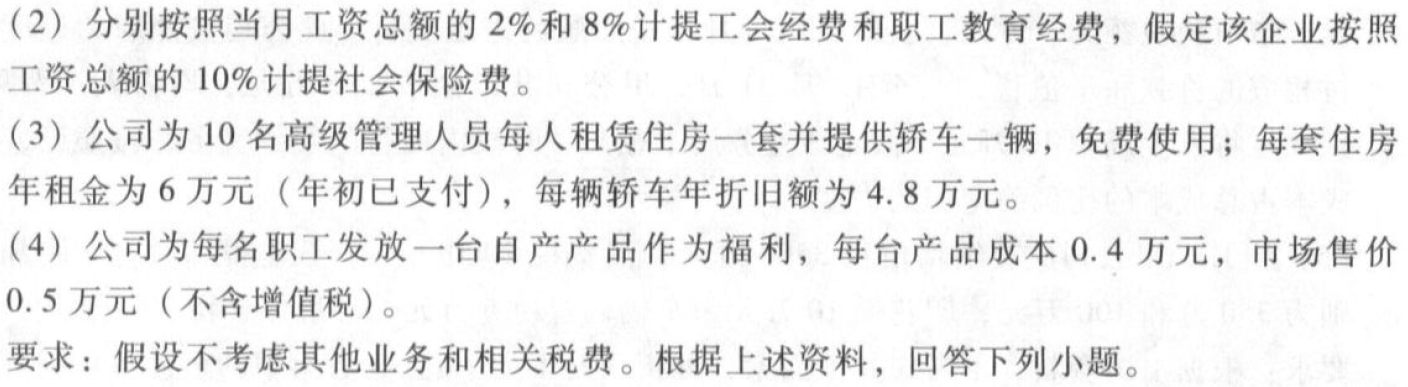 (2) 分别按照当月工资总额的 2%和 8%计提工会经费和职工教育经费，假定该企业按照
工资总额的 10%计提社会保险费。
(3) 公司为 10 名高级管理人员每人租赁住房一套并提供轿车一辆，免费使用；每套住房
年租金为 6 万元（年初已支付），每辆轿车年折旧额为 4.8 万元。
(4) 公司为每名职工发放一台自产产品作为福利，每台产品成本 0.4 万元，市场售价
0.5 万元（不含增值税）。
要求：假设不考虑其他业务和相关税费。根据上述资料，回答下列小题。